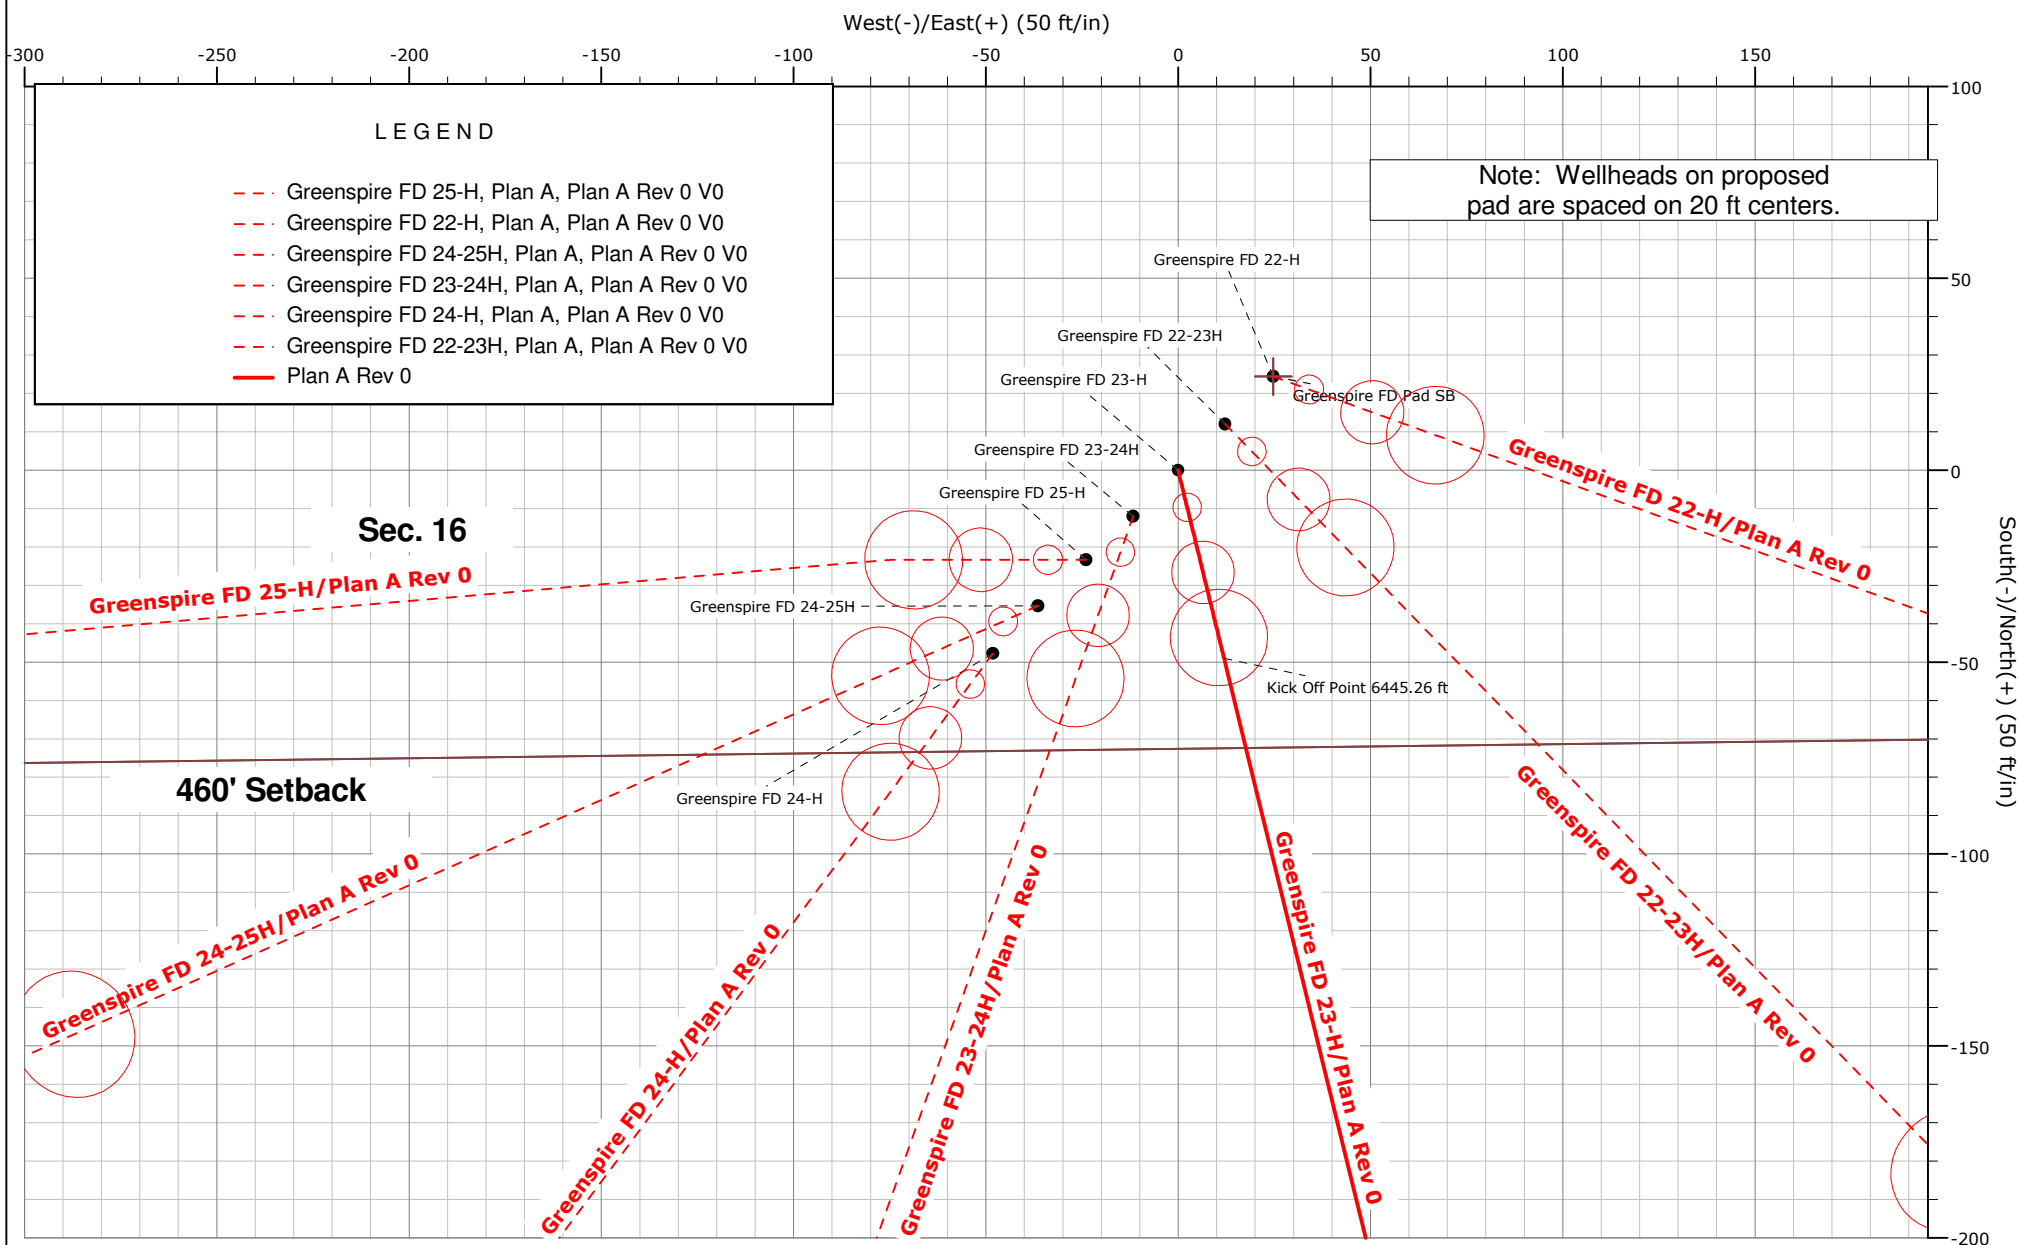 West(-)/East(+) (50 ft/in)
-300 -250 -200 -150 -100 -50 0 50 100 150
LEGEND
Greenspire FD 25-H, Plan A, Plan A Rev 0 V0
Greenspire FD 22-H, Plan A, Plan A Rev 0 V0
Greenspire FD 24-25H, Plan A, Plan A Rev 0 V0
Greenspire FD 23-24H, Plan A, Plan A Rev 0 V0
Greenspire FD 24-H, Plan A, Plan A Rev 0 V0
Greenspire FD 22-23H, Plan A, Plan A Rev 0 V0
Plan A Rev 0
Note: Wellheads on proposed
pad are spaced on 20 ft centers.
100
50
0
-50
-100
-150
-200
South(-)/North(+) (50 ft/in)
Greenspire FD 22-H
Greenspire FD 22-23H
Greenspire FD 23-H
Greenspire FD Pad SB
Greenspire FD 23-24H
Greenspire FD 25-H
Greenspire FD 24-25H
Greenspire FD 24-H
Kick Off Point 6445.26 ft
Sec. 16
460' Setback
Greenspire FD 22-H/Plan A Rev 0
Greenspire FD 25-H/Plan A Rev 0
Greenspire FD 24-25H/Plan A Rev 0
Greenspire FD 24-H/Plan A Rev 0
Greenspire FD 23-24H/Plan A Rev 0
Greenspire FD 23-H/Plan A Rev 0
Greenspire FD 22-23H/Plan A Rev 0